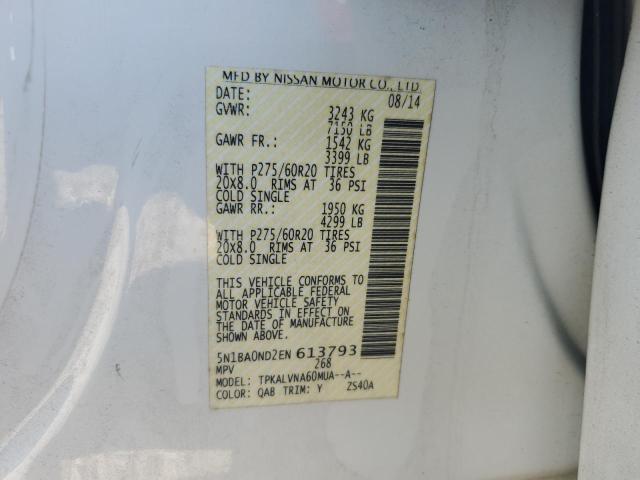 MFD BY NISSAN MOTOR CO., LTD.
DATE: 08/14
GVWR: 3243 KG
7150 LB
GAWR FR.: 1542 KG
3399 LB
WITH P275/60R20 TIRES
20X8.0 RIMS AT 36 PSI
COLD SINGLE
GAWR RR.: 1950 KG
4299 LB
WITH P275/60R20 TIRES
20X8.0 RIMS AT 36 PSI
COLD SINGLE
THIS VEHICLE CONFORMS TO
ALL APPLICABLE FEDERAL
MOTOR VEHICLE SAFETY
STANDARDS IN EFFECT ON
THE DATE OF MANUFACTURE
SHOWN ABOVE.
5N1BA0ND2EN 613793
MPV 268
MODEL: TPKALVNA60MUA--A--
COLOR: QAB TRIM: Y ZS40A